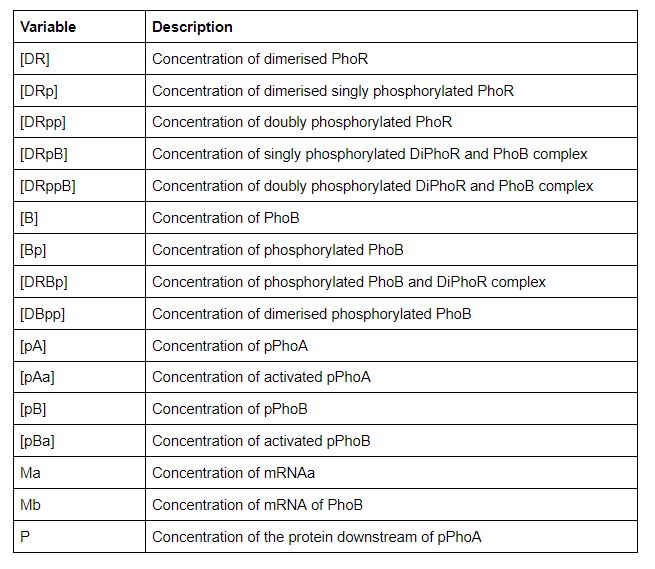 Variable Description
[DR] Concentration of dimerised PhoR
[DRp] Concentration of dimerised singly phosphorylated PhoR
[DRpp] Concentration of doubly phosphorylated PhoR
[DRpB] Concentration of singly phosphorylated DiPhoR and PhoB complex
[DRppB] Concentration of doubly phosphorylated DiPhoR and PhoB complex
[B] Concentration of PhoB
[Bp] Concentration of phosphorylated PhoB
[DRBp] Concentration of phosphorylated PhoB and DiPhoR complex
[DBpp] Concentration of dimerised phosphorylated PhoB
[pA] Concentration of pPhoA
[pAa] Concentration of activated pPhoA
[pB] Concentration of pPhoB
[pBa] Concentration of activated pPhoB
Ma Concentration of mRNAa
Mb Concentration of mRNA of PhoB
P Concentration of the protein downstream of pPhoA